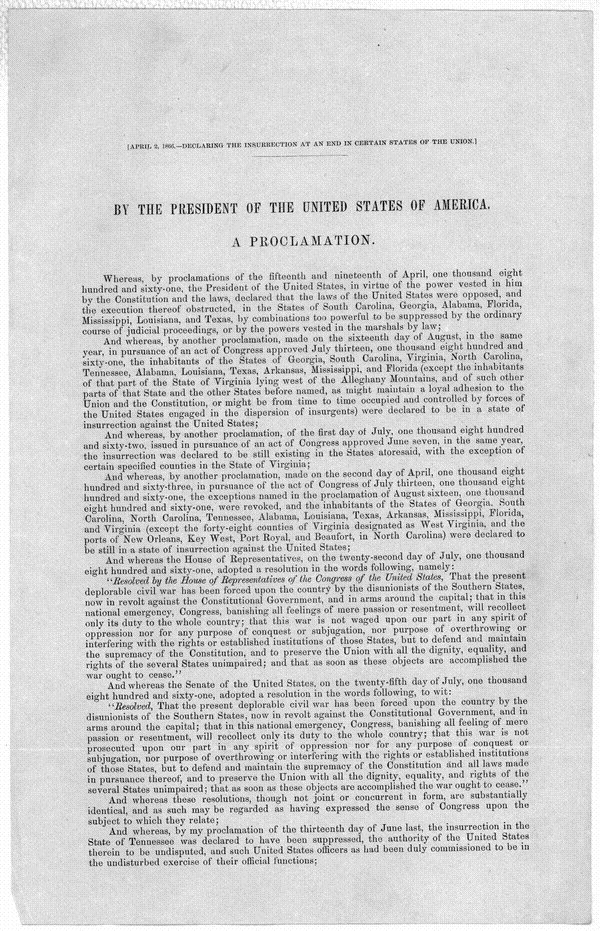 [APRIL 2, 1866.—DECLARING THE INSURRECTION AT AN END IN CERTAIN STATES OF THE UNION.]
BY THE PRESIDENT OF THE UNITED STATES OF AMERICA.
A PROCLAMATION.
Whereas, by proclamations of the fifteenth and nineteenth of April, one thousand eight
hundred and sixty-one, the President of the United States, in virtue of the power vested in him
by the Constitution and the laws, declared that the laws of the United States were opposed, and
the execution thereof obstructed, in the States of South Carolina, Georgia, Alabama, Florida,
Mississippi, Louisiana, and Texas, by combinations too powerful to be suppressed by the ordinary
course of judicial proceedings, or by the powers vested in the marshals by law;
And whereas, by another proclamation, made on the sixteenth day of August, in the same
year, in pursuance of an act of Congress approved July thirteen, one thousand eight hundred and
sixty-one, the inhabitants of the States of Georgia, South Carolina, Virginia, North Carolina,
Tennessee, Alabama, Louisiana, Texas, Arkansas, Mississippi, and Florida (except the inhabitants
of that part of the State of Virginia lying west of the Alleghany Mountains, and of such other
parts of that State and the other States before named, as might maintain a loyal adhesion to the
Union and the Constitution, or might be from time to time occupied and controlled by forces of
the United States engaged in the dispersion of insurgents) were declared to be in a state of
insurrection against the United States;
And whereas, by another proclamation, of the first day of July, one thousand eight hundred
and sixty-two, issued in pursuance of an act of Congress approved June seven, in the same year,
the insurrection was declared to be still existing in the States aforesaid, with the exception of
certain specified counties in the State of Virginia;
And whereas, by another proclamation, made on the second day of April, one thousand eight
hundred and sixty-three, in pursuance of the act of Congress of July thirteen, one thousand eight
hundred and sixty-one, the exceptions named in the proclamation of August sixteen, one thousand
eight hundred and sixty-one, were revoked, and the inhabitants of the States of Georgia, South
Carolina, North Carolina, Tennessee, Alabama, Louisiana, Texas, Arkansas, Mississippi, Florida,
and Virginia (except the forty-eight counties of Virginia designated as West Virginia, and the
ports of New Orleans, Key West, Port Royal, and Beaufort, in North Carolina) were declared to
be still in a state of insurrection against the United States;
And whereas the House of Representatives, on the twenty-second day of July, one thousand
eight hundred and sixty-one, adopted a resolution in the words following, namely:
"Resolved by the House of Representatives of the Congress of the United States, That the present
deplorable civil war has been forced upon the country by the disunionists of the Southern States,
now in revolt against the Constitutional Government, and in arms around the capital; that in this
national emergency, Congress, banishing all feelings of mere passion or resentment, will recollect
only its duty to the whole country; that this war is not waged upon our part in any spirit of
oppression nor for any purpose of conquest or subjugation, nor purpose of overthrowing or
interfering with the rights or established institutions of those States, but to defend and maintain
the supremacy of the Constitution, and to preserve the Union with all the dignity, equality, and
rights of the several States unimpaired; and that as soon as these objects are accomplished the
war ought to cease."
And whereas the Senate of the United States, on the twenty-fifth day of July, one thousand
eight hundred and sixty-one, adopted a resolution in the words following, to wit:
"Resolved, That the present deplorable civil war has been forced upon the country by the
disunionists of the Southern States, now in revolt against the Constitutional Government, and in
arms around the capital; that in this national emergency, Congress, banishing all feeling of mere
passion or resentment, will recollect only its duty to the whole country; that this war is not
prosecuted upon our part in any spirit of oppression nor for any purpose of conquest or
subjugation, nor purpose of overthrowing or interfering with the rights or established institutions
of those States, but to defend and maintain the supremacy of the Constitution and all laws made
in pursuance thereof, and to preserve the Union with all the dignity, equality, and rights of the
several States unimpaired; that as soon as these objects are accomplished the war ought to cease."
And whereas these resolutions, though not joint or concurrent in form, are substantially
identical, and as such may be regarded as having expressed the sense of Congress upon the
subject to which they relate;
And whereas, by my proclamation of the thirteenth day of June last, the insurrection in the
State of Tennessee was declared to have been suppressed, the authority of the United States
therein to be undisputed, and such United States officers as had been duly commissioned to be in
the undisturbed exercise of their official functions;